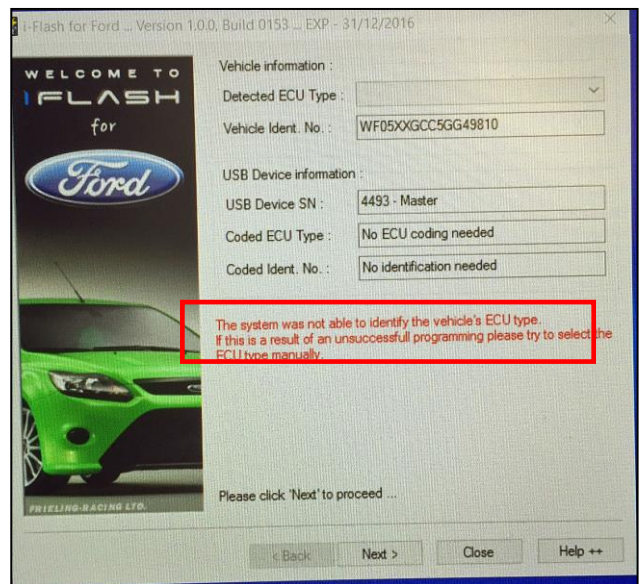 i-Flash for Ford ... Version 1.0.0, Build 0153 ... EXP - 31/12/2016
WELCOME TO
IFLASH
for
Ford
FRIELING-RACING LTD.
Vehicle information :
Detected ECU Type :
Vehicle Ident. No. : WF05XXGCC5GG49810
USB Device information :
USB Device SN : 4493 - Master
Coded ECU Type : No ECU coding needed
Coded Ident. No. : No identification needed
The system was not able to identify the vehicle's ECU type.
If this is a result of an unsuccessfull programming please try to select the
ECU type manually.
Please click 'Next' to proceed ...
< Back Next > Close Help ++